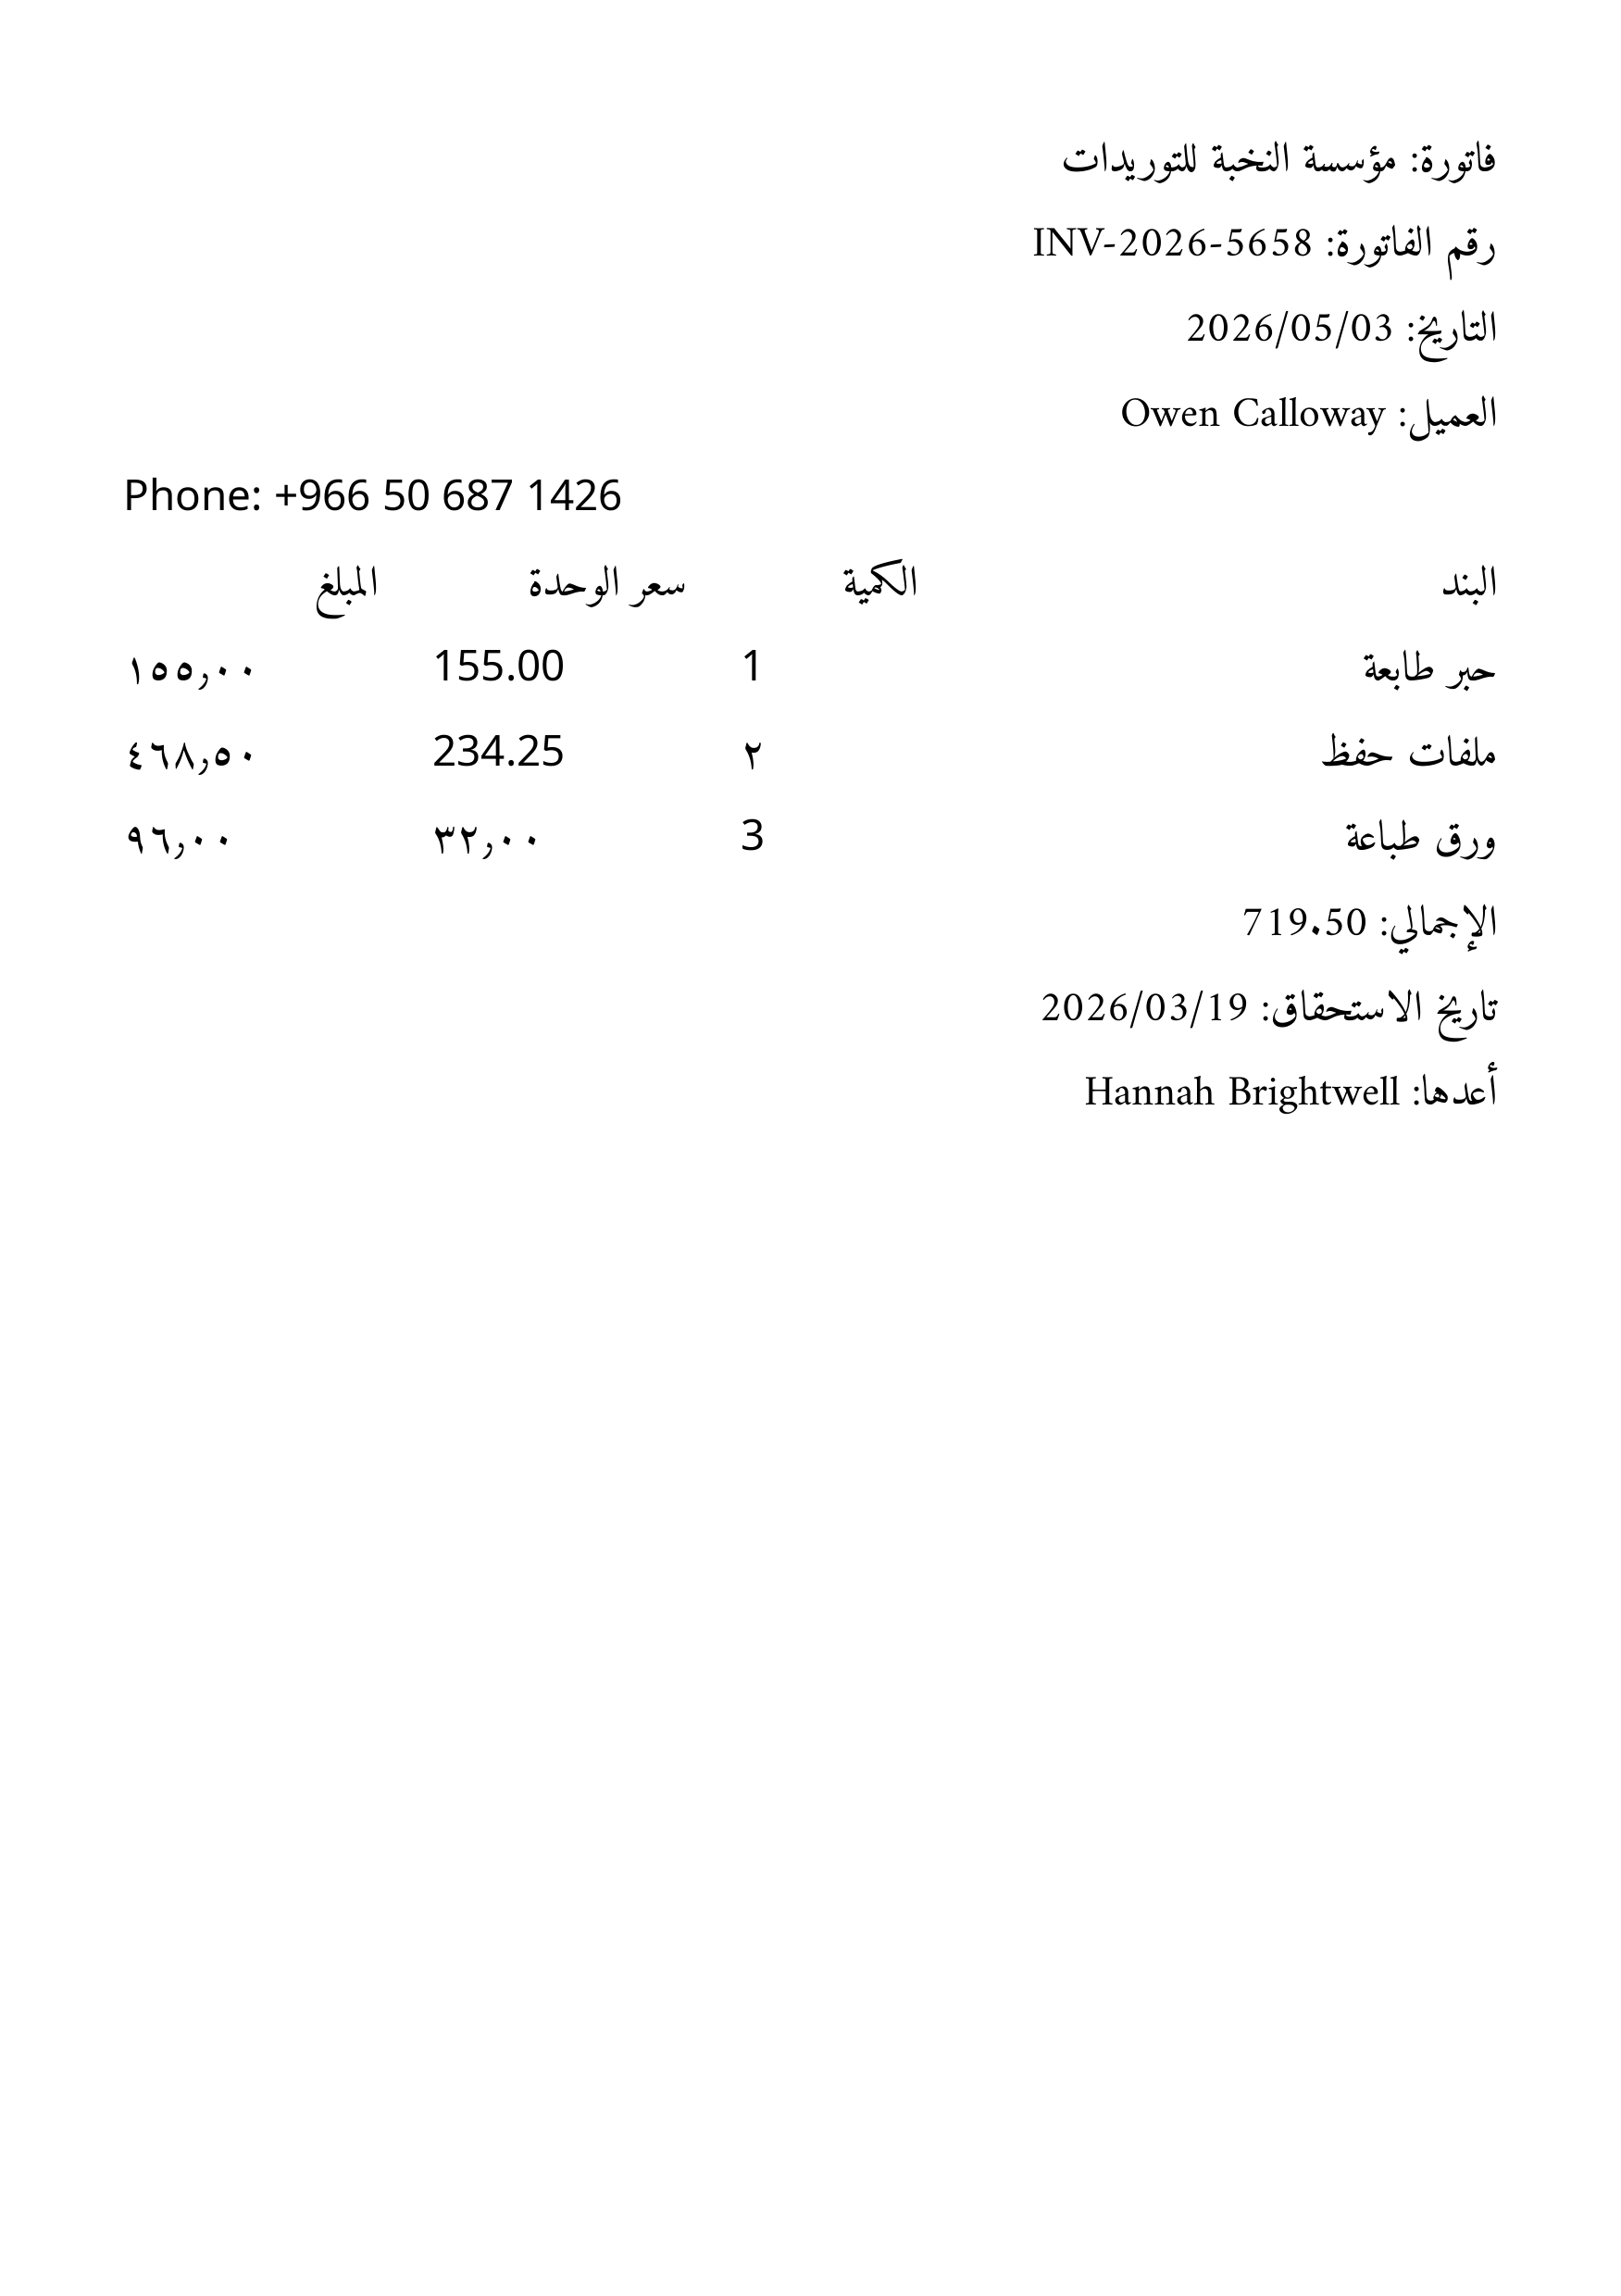 فاتورة: مؤسسة النخبة للتوريدات
رقم الفاتورة: INV-2026-5658
التاريخ: 2026/05/03
العميل: Owen Calloway
Phone: +966 50 687 1426
البند الكمية سعر الوحدة المبلغ
حبر طابعة 1 155.00 ١٥٥,٠٠
ملفات حفظ ٢ 234.25 ٤٦٨,٥٠
ورق طباعة 3 ٣٢,٠٠ ٩٦,٠٠
الإجمالي: 719.50
تاريخ الاستحقاق: 2026/03/19
أعدها: Hannah Brightwell